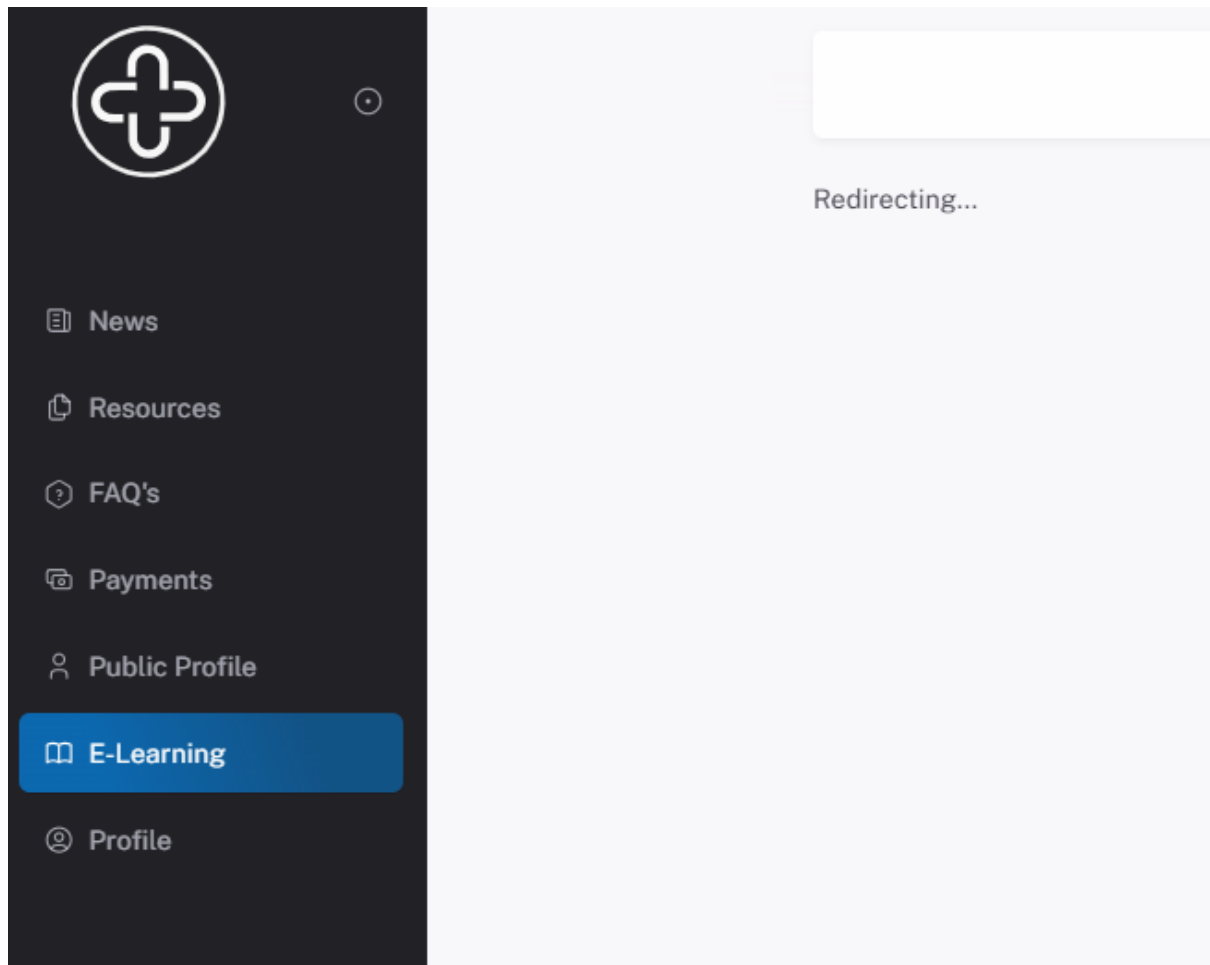 News
Resources
FAQ's
Payments
Public Profile
E-Learning
Profile
Redirecting...